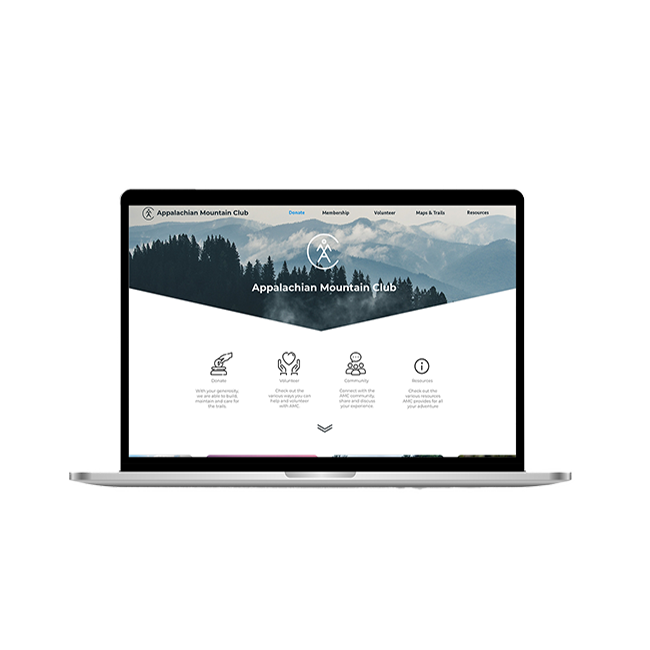 Appalachian Mountain Club
Donate Membership Volunteer Maps & Trails Resources
Appalachian Mountain Club
Donate Volunteer Community Resources
With your generosity,
we are able to build,
maintain and care for
the trails.
Check out the
various ways you can
help and volunteer
with AMC.
Connect with the
AMC community,
share and discuss
your experience
Check out the
various resources
AMC provides for all
your adventure